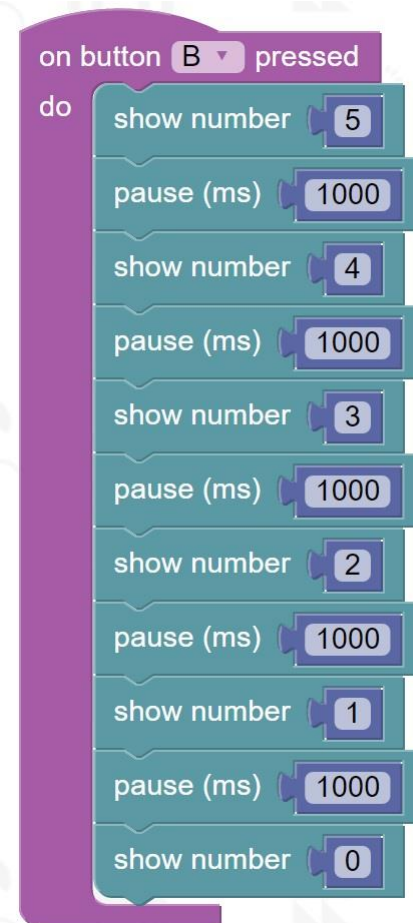 on button B pressed
do show number 5
pause (ms) 1000
show number 4
pause (ms) 1000
show number 3
pause (ms) 1000
show number 2
pause (ms) 1000
show number 1
pause (ms) 1000
show number 0